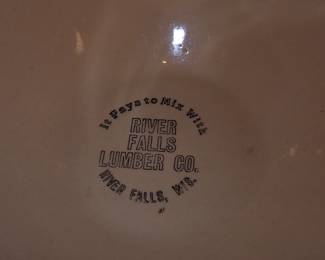 It Pays to Mix With
RIVER
FALLS
LUMBER CO.
RIVER FALLS, WIS.